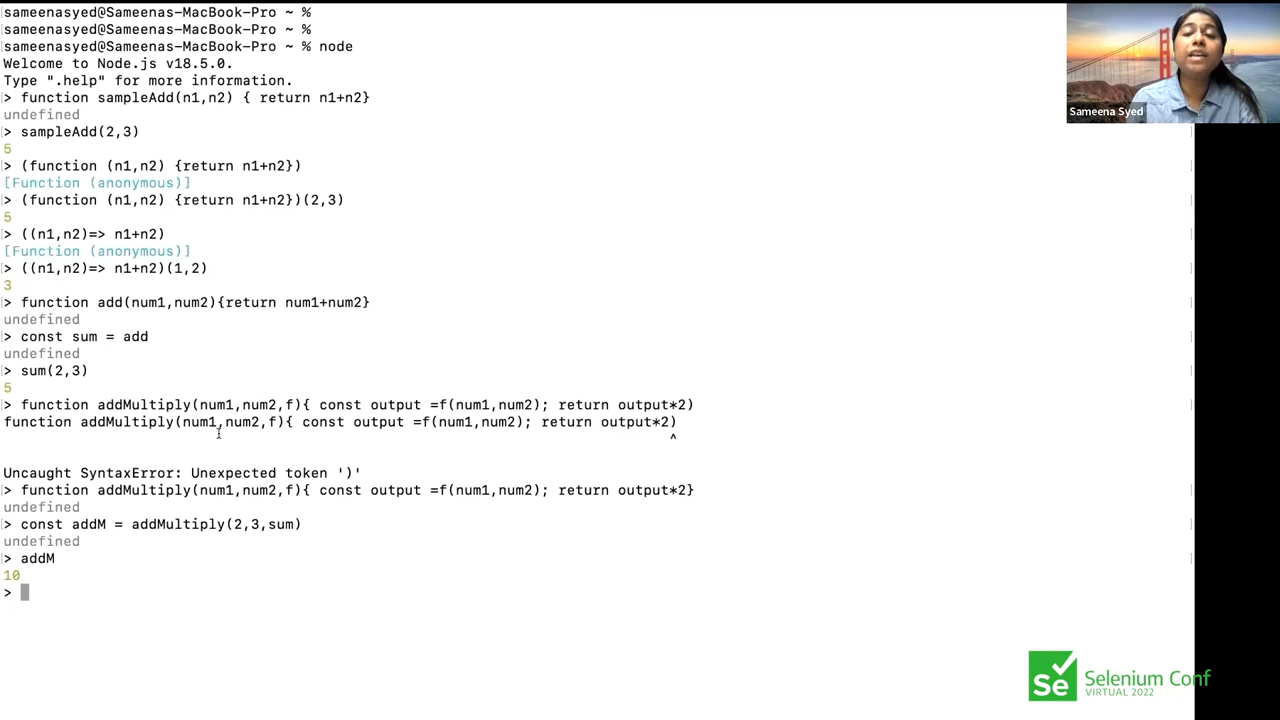 sameenasyed@Sameenas-MacBook-Pro ~ %
sameenasyed@Sameenas-MacBook-Pro ~ %
sameenasyed@Sameenas-MacBook-Pro ~ % node
Welcome to Node.js v18.5.0.
Type ".help" for more information.
> function sampleAdd(n1,n2) { return n1+n2}
undefined
> sampleAdd(2,3)
5
> (function (n1,n2) {return n1+n2})
[Function (anonymous)]
> (function (n1,n2) {return n1+n2})(2,3)
5
> ((n1,n2)=> n1+n2)
[Function (anonymous)]
> ((n1,n2)=> n1+n2)(1,2)
3
> function add(num1,num2){return num1+num2}
undefined
> const sum = add
undefined
> sum(2,3)
5
> function addMultiply(num1,num2,f){ const output =f(num1,num2); return output*2)
function addMultiply(num1,num2,f){ const output =f(num1,num2); return output*2)
^
Uncaught SyntaxError: Unexpected token ')'
> function addMultiply(num1,num2,f){ const output =f(num1,num2); return output*2}
undefined
> const addM = addMultiply(2,3,sum)
undefined
> addM
10
>
Sameena Syed
Se
Selenium Conf
VIRTUAL 2022